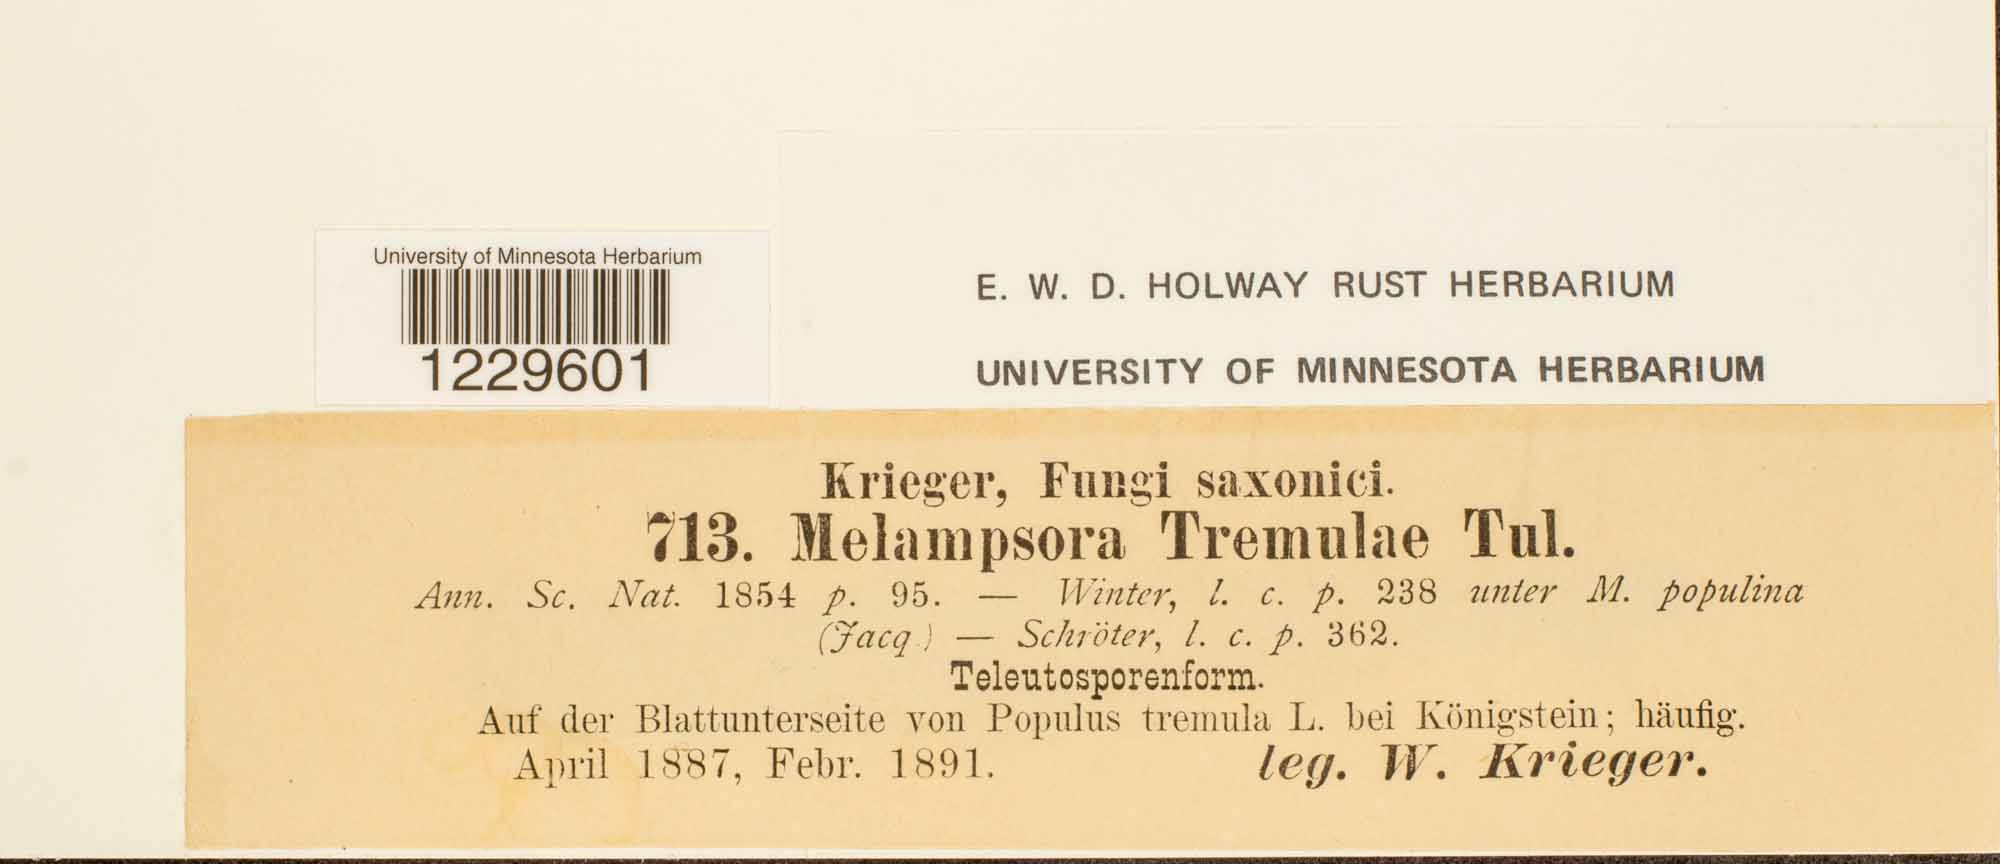 University of Minnesota Herbarium
1229601
E. W. D. HOLWAY RUST HERBARIUM
UNIVERSITY OF MINNESOTA HERBARIUM
Krieger, Fungi saxonici.
713. Melampsora Tremulae Tul.
Ann. Sc. Nat. 1854 p. 95. — Winter, l. c. p. 238 unter M. populina
(Jacq.) — Schröter, l. c. p. 362.
Teleutosporenform.
Auf der Blattunterseite von Populus tremula L. bei Königstein; häufig.
April 1887, Febr. 1891. leg. W. Krieger.